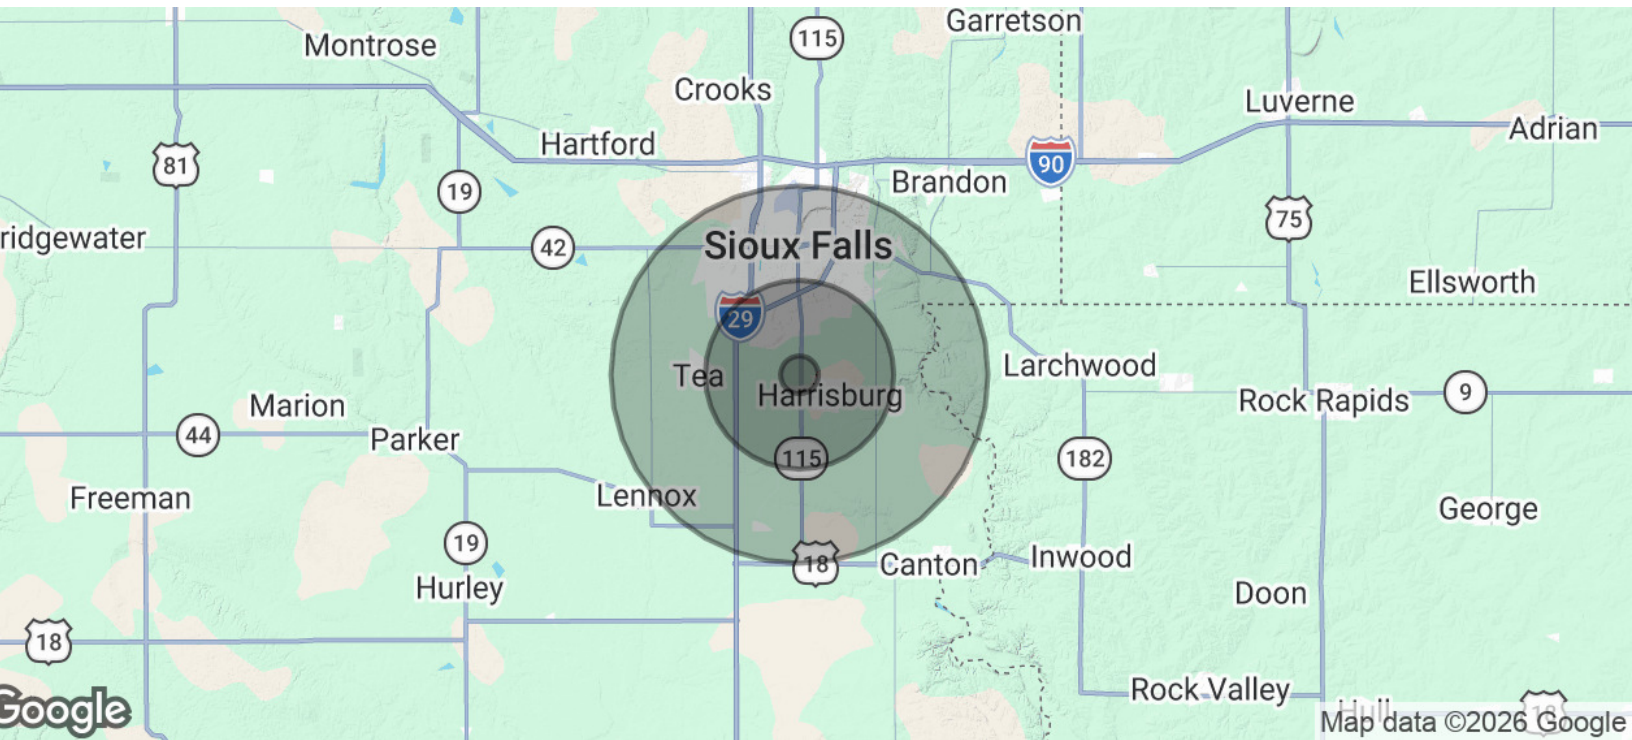 Garretson
Montrose
115
Crooks
Luverne
Adrian
Hartford
81
90
Brandon
19
75
ridgewater
42
Sioux Falls
Ellsworth
29
Larchwood
Tea
Harrisburg
Rock Rapids
9
Marion
44
Parker
115
182
Freeman
Lennox
George
19
18
Canton
Inwood
Hurley
Doon
18
Rock Valley
Hull
18
Google
Map data ©2026 Google